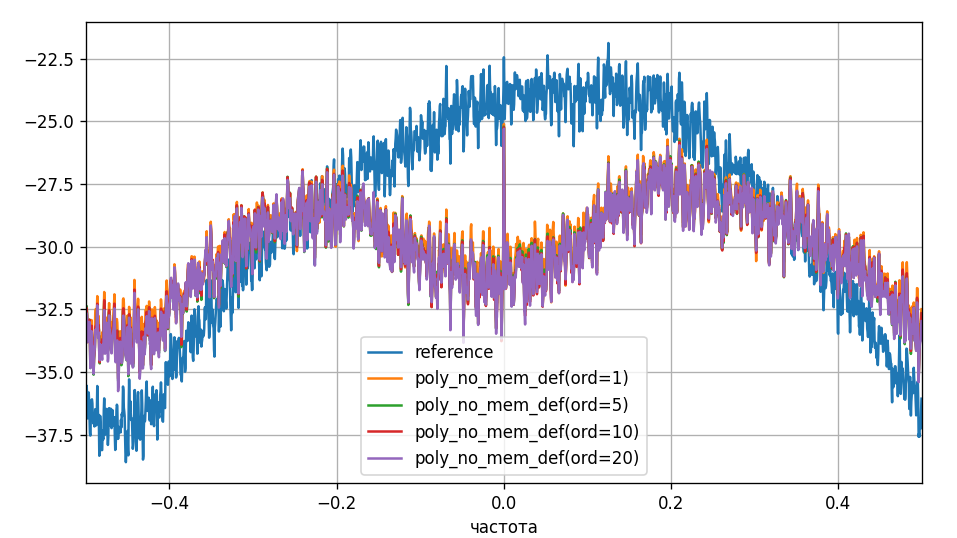 −22.5
−25.0
−27.5
−30.0
−32.5
−35.0
−37.5
reference
poly_no_mem_def(ord=1)
poly_no_mem_def(ord=5)
poly_no_mem_def(ord=10)
poly_no_mem_def(ord=20)
−0.4 −0.2 0.0 0.2 0.4
частота